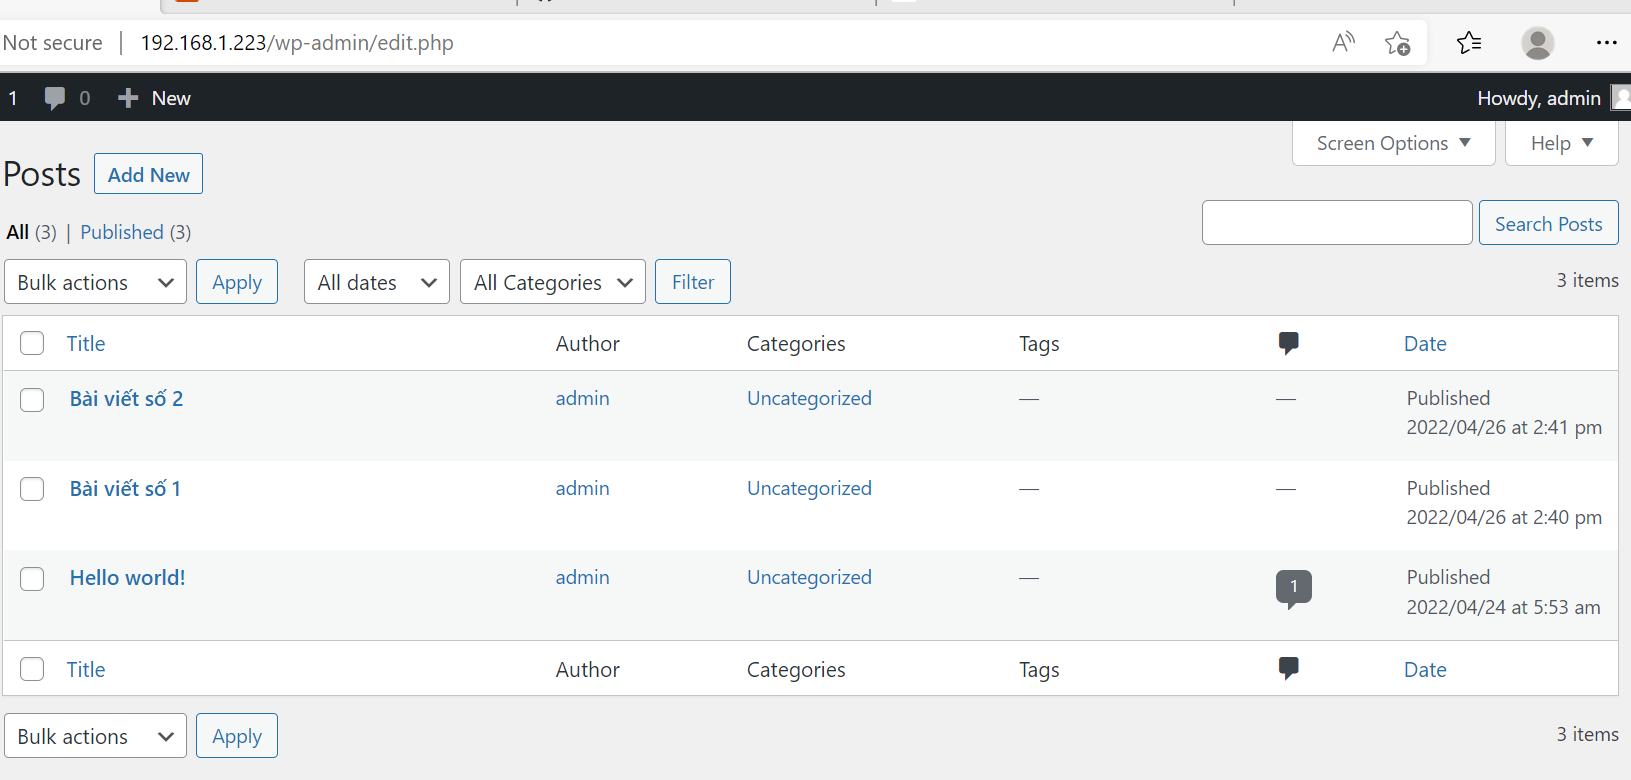 Not secure | 192.168.1.223/wp-admin/edit.php
1 0 New Howdy, admin
Screen Options Help
Posts Add New
All (3) | Published (3)
Search Posts
Bulk actions Apply All dates All Categories Filter 3 items
Title Author Categories Tags Date
Bài viết số 2 admin Uncategorized — — Published
2022/04/26 at 2:41 pm
Bài viết số 1 admin Uncategorized — — Published
2022/04/26 at 2:40 pm
Hello world! admin Uncategorized — 1 Published
2022/04/24 at 5:53 am
Title Author Categories Tags Date
Bulk actions Apply 3 items